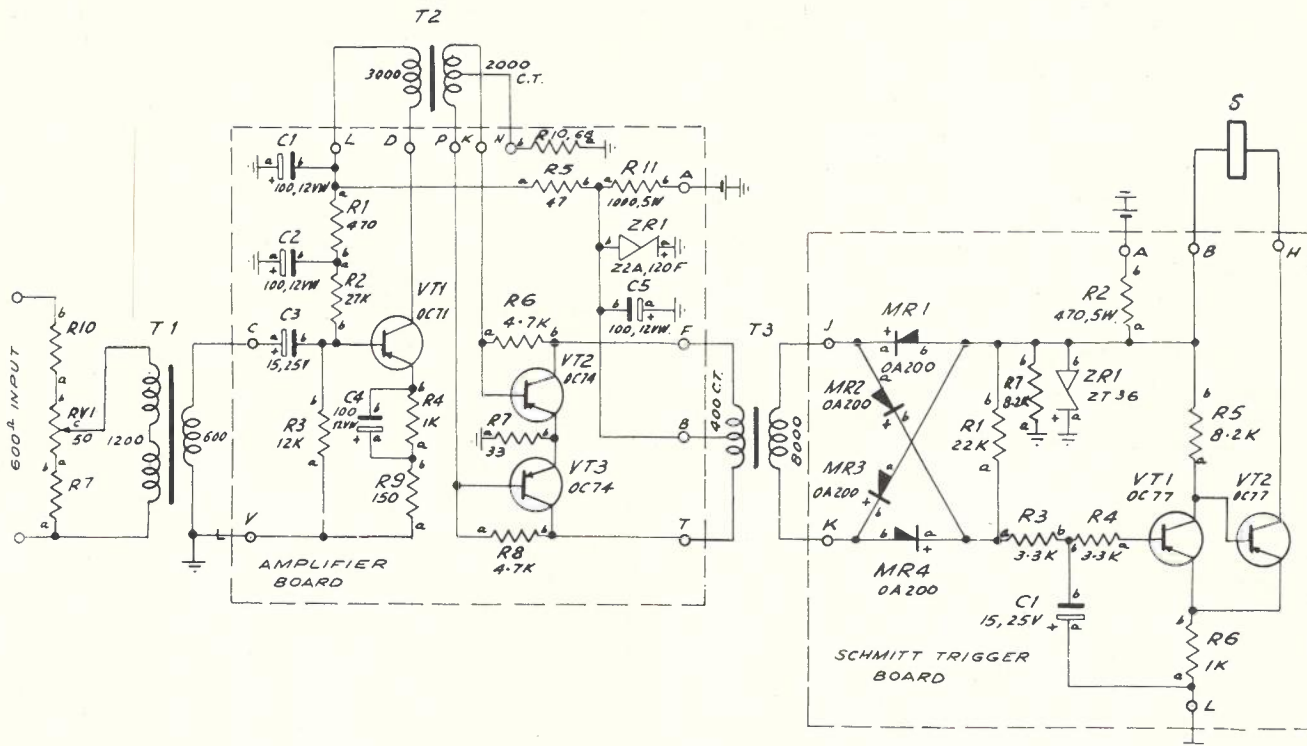 T2
3000
2000
C.T.
S
L
D
P
K
N
C1
a
b
+
100, 12VW
b
R10, 68
a
R5
a
b
47
R11
b
a
A
1000, 5W
R1
a
470
b
C2
a
b
+
100, 12VW
a
R2
27K
b
ZR1
b
a
+
Z2A, 120F
C5
b
a
+
100, 12VW.
A
B
H
b
R2
470, 5W.
a
VT1
OC71
C3
C
a
b
+
15, 25V
R6
a
b
4.7K
F
T3
J
MR1
+
a
b
OA200
b
R10
a
T1
b
RV1
c
50
a
1200
600
600Ω INPUT
b
R7
a
VT2
OC74
R7
a
b
33
C4
100
12VW
b
+
a
b
R4
1K
a
b
R3
12K
a
b
R9
150
a
VT3
OC74
B
400 C.T.
8000
MR2
OA200
a
b
+
MR3
OA200
a
b
+
b
R1
22K
a
b
R7
8.2K
a
b
ZR1
ZT36
a
+
b
R5
8.2K
a
VT1
OC77
VT2
OC77
L
V
a
b
R8
4.7K
T
K
b
a
+
MR4
OA200
a
R3
b
3.3K
b
R4
a
3.3K
AMPLIFIER
BOARD
C1
15, 25V
b
+
a
b
R6
1K
a
L
SCHMITT TRIGGER
BOARD